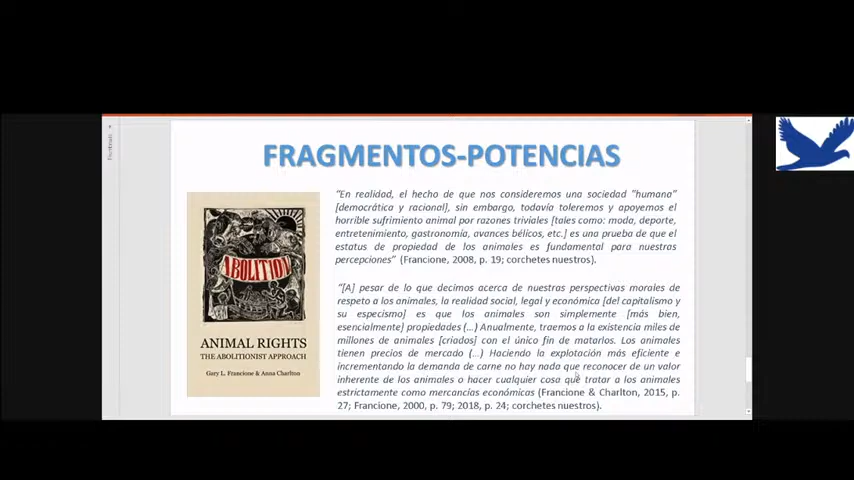 FRAGMENTOS-POTENCIAS
"En realidad, el hecho de que nos consideremos una sociedad "humana"
[democrática y racional], sin embargo, todavía toleremos y apoyemos el
horrible sufrimiento animal por razones triviales [tales como: moda, deporte,
entretenimiento, gastronomía, avances bélicos, etc.] es una prueba de que el
estatus de propiedad de los animales es fundamental para nuestras
percepciones" (Francione, 2008, p. 19; corchetes nuestros).
"[A] pesar de lo que decimos acerca de nuestras perspectivas morales de
respeto a los animales, la realidad social, legal y económica [del capitalismo y
su especismo] es que los animales son simplemente [más bien,
esencialmente] propiedades (...) Anualmente, traemos a la existencia miles de
millones de animales [criados] con el único fin de matarlos. Los animales
tienen precios de mercado (...) Haciendo la explotación más eficiente e
incrementando la demanda de carne no hay nada que reconocer de un valor
inherente de los animales o hacer cualquier cosa que tratar a los animales
estrictamente como mercancías económicas (Francione & Charlton, 2015, p.
27; Francione, 2000, p. 79; 2018, p. 24; corchetes nuestros).
ABOLITION
ANIMAL RIGHTS
THE ABOLITIONIST APPROACH
Gary L. Francione & Anna Charlton